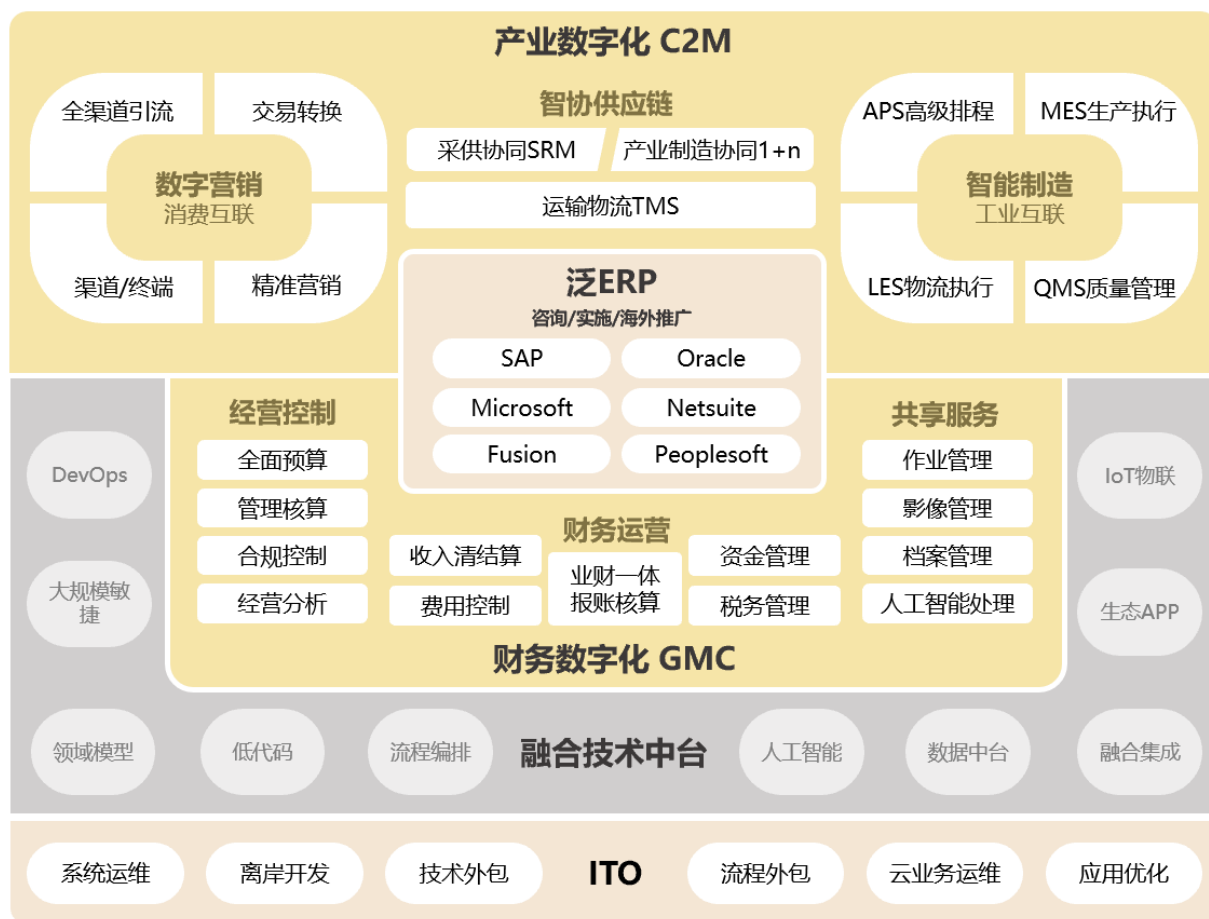 产业数字化 C2M
全渠道引流
交易转换
数字营销
消费互联
渠道/终端
精准营销
智协供应链
采供协同SRM
产业制造协同1+n
运输物流TMS
APS高级排程
MES生产执行
智能制造
工业互联
LES物流执行
QMS质量管理
泛ERP
咨询/实施/海外推广
SAP
Oracle
Microsoft
Netsuite
Fusion
Peoplesoft
经营控制
全面预算
管理核算
合规控制
经营分析
财务运营
收入清结算
费用控制
业财一体
报账核算
资金管理
税务管理
共享服务
作业管理
影像管理
档案管理
人工智能处理
财务数字化 GMC
DevOps
大规模敏
捷
IoT物联
生态APP
领域模型
低代码
流程编排
融合技术中台
人工智能
数据中台
融合集成
系统运维
离岸开发
技术外包
ITO
流程外包
云业务运维
应用优化